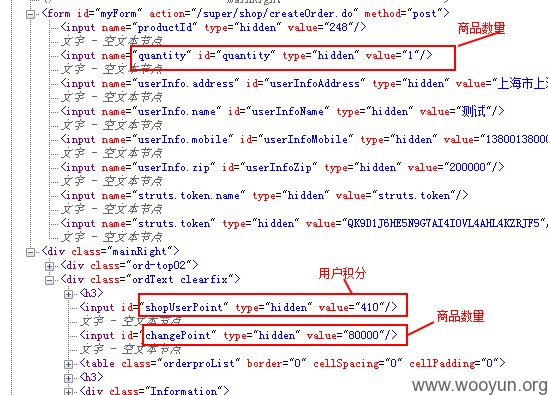 <form id="myForm" action="/super/shop/createOrder.do" method="post">
<input name="productId" type="hidden" value="248"/>
文字 - 空文本节点
商品数量
<input name="quantity" id="quantity" type="hidden" value="1"/>
文字 - 空文本节点
<input name="userInfo.address" id="userInfoAddress" type="hidden" value="上海市上海
文字 - 空文本节点
<input name="userInfo.name" id="userInfoName" type="hidden" value="测试"/>
文字 - 空文本节点
<input name="userInfo.mobile" id="userInfoMobile" type="hidden" value="13800138000
文字 - 空文本节点
<input name="userInfo.zip" id="userInfoZip" type="hidden" value="200000"/>
文字 - 空文本节点
<input name="struts.token.name" type="hidden" value="struts.token"/>
文字 - 空文本节点
<input name="struts.token" type="hidden" value="QK9D1J6HE5N9G7AI4IOVL4AHL4KZRJF5"/
文字 - 空文本节点
<div class="mainRight">
<div class="ord-top02">
<div class="ordText clearfix">
用户积分
<h3>
<input id="shopUserPoint" type="hidden" value="410"/>
文字 - 空文本节点
商品数量
<input id="changePoint" type="hidden" value="80000"/>
文字 - 空文本节点
<table class="orderproList" border="0" cellSpacing="0" cellPadding="0">
<h3>
<div class="Information">
www.wooyun.org